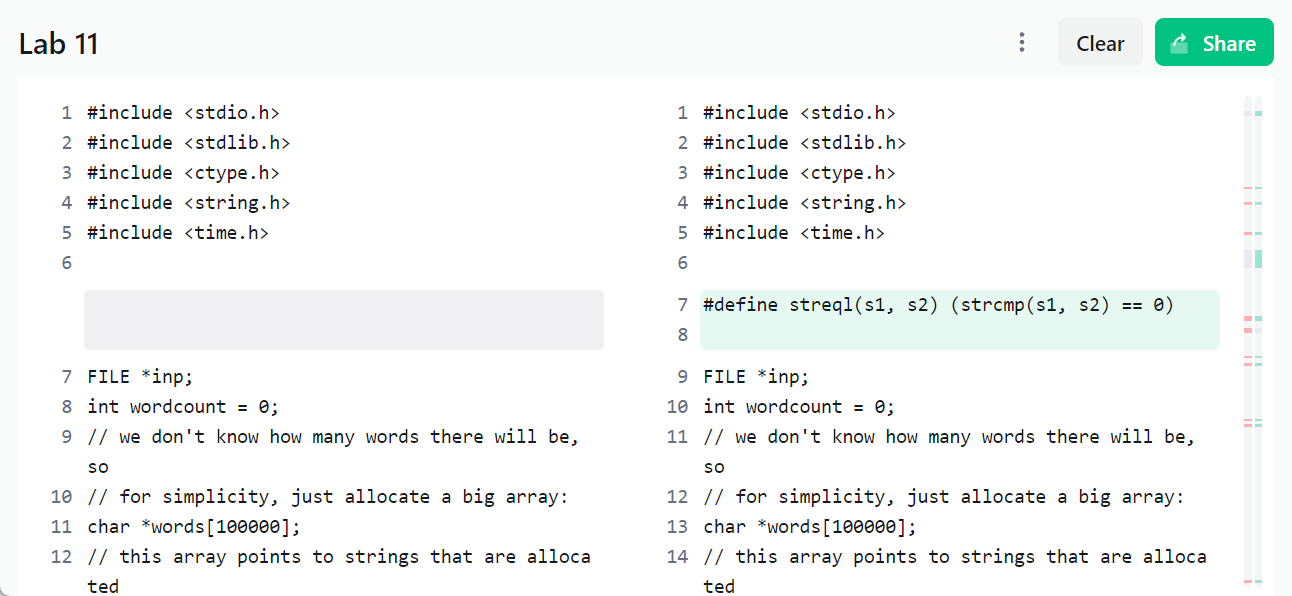 Lab 11
Clear
Share
1 #include <stdio.h>
2 #include <stdlib.h>
3 #include <ctype.h>
4 #include <string.h>
5 #include <time.h>
6
7 FILE *inp;
8 int wordcount = 0;
9 // we don't know how many words there will be,
so
10 // for simplicity, just allocate a big array:
11 char *words[100000];
12 // this array points to strings that are alloca
ted
1 #include <stdio.h>
2 #include <stdlib.h>
3 #include <ctype.h>
4 #include <string.h>
5 #include <time.h>
6
7 #define streql(s1, s2) (strcmp(s1, s2) == 0)
8
9 FILE *inp;
10 int wordcount = 0;
11 // we don't know how many words there will be,
so
12 // for simplicity, just allocate a big array:
13 char *words[100000];
14 // this array points to strings that are alloca
ted